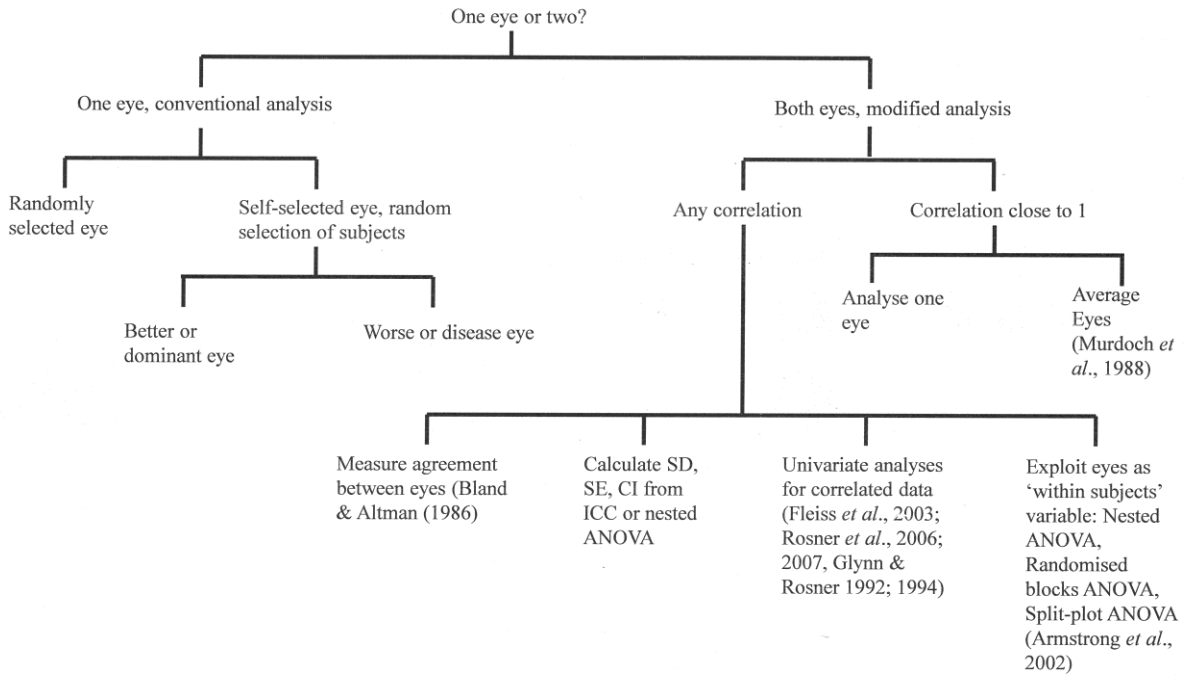 One eye or two?
One eye, conventional analysis
Both eyes, modified analysis
Randomly
selected eye
Self-selected eye, random
selection of subjects
Any correlation
Correlation close to 1
Better or
dominant eye
Worse or disease eye
Analyse one
eye
Average
Eyes
(Murdoch et
al., 1988)
Measure agreement
between eyes (Bland
& Altman (1986)
Calculate SD,
SE, CI from
ICC or nested
ANOVA
Univariate analyses
for correlated data
(Fleiss et al., 2003;
Rosner et al., 2006;
2007, Glynn &
Rosner 1992; 1994)
Exploit eyes as
‘within subjects’
variable: Nested
ANOVA,
Randomised
blocks ANOVA,
Split-plot ANOVA
(Armstrong et al.,
2002)